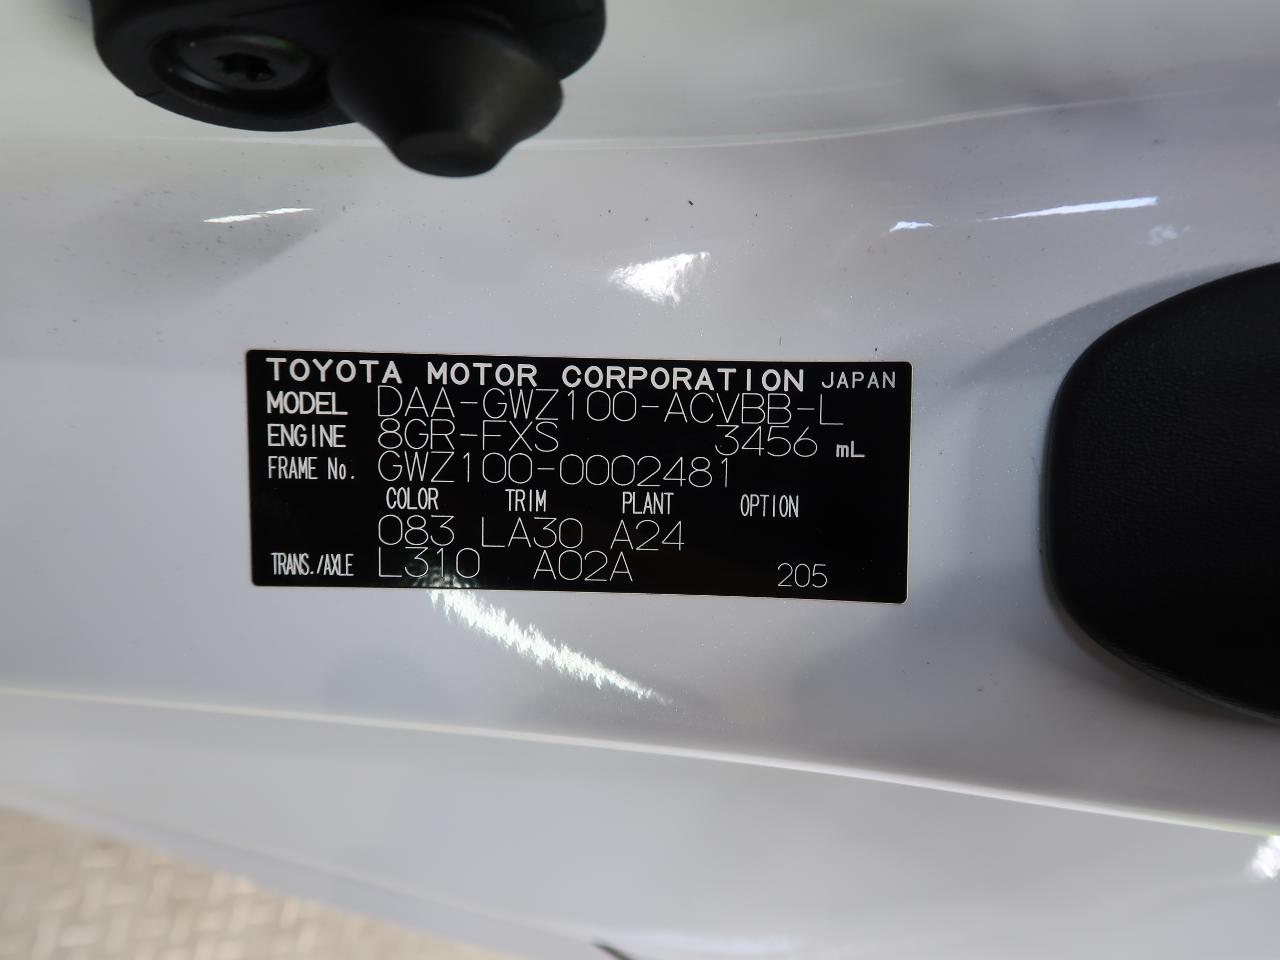 TOYOTA MOTOR CORPORATION JAPAN
MODEL DAA-GWZ100-ACVBB-L
ENGINE 8GR-FXS 3456 mL
FRAME No. GWZ100-0002481
COLOR TRIM PLANT OPTION
083 LA30 A24
TRANS./AXLE L310 A02A 205